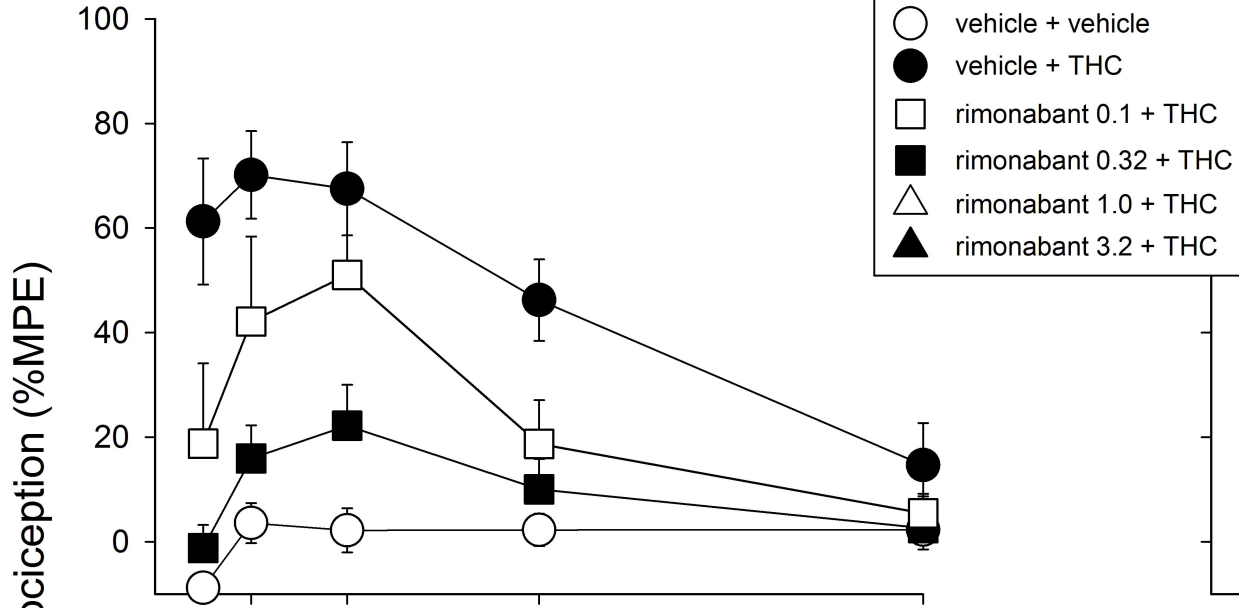 100
80
60
40
20
0
(%MPE)
vehicle + vehicle
vehicle + THC
rimonabant 0.1 + THC
rimonabant 0.32 + THC
rimonabant 1.0 + THC
rimonabant 3.2 + THC